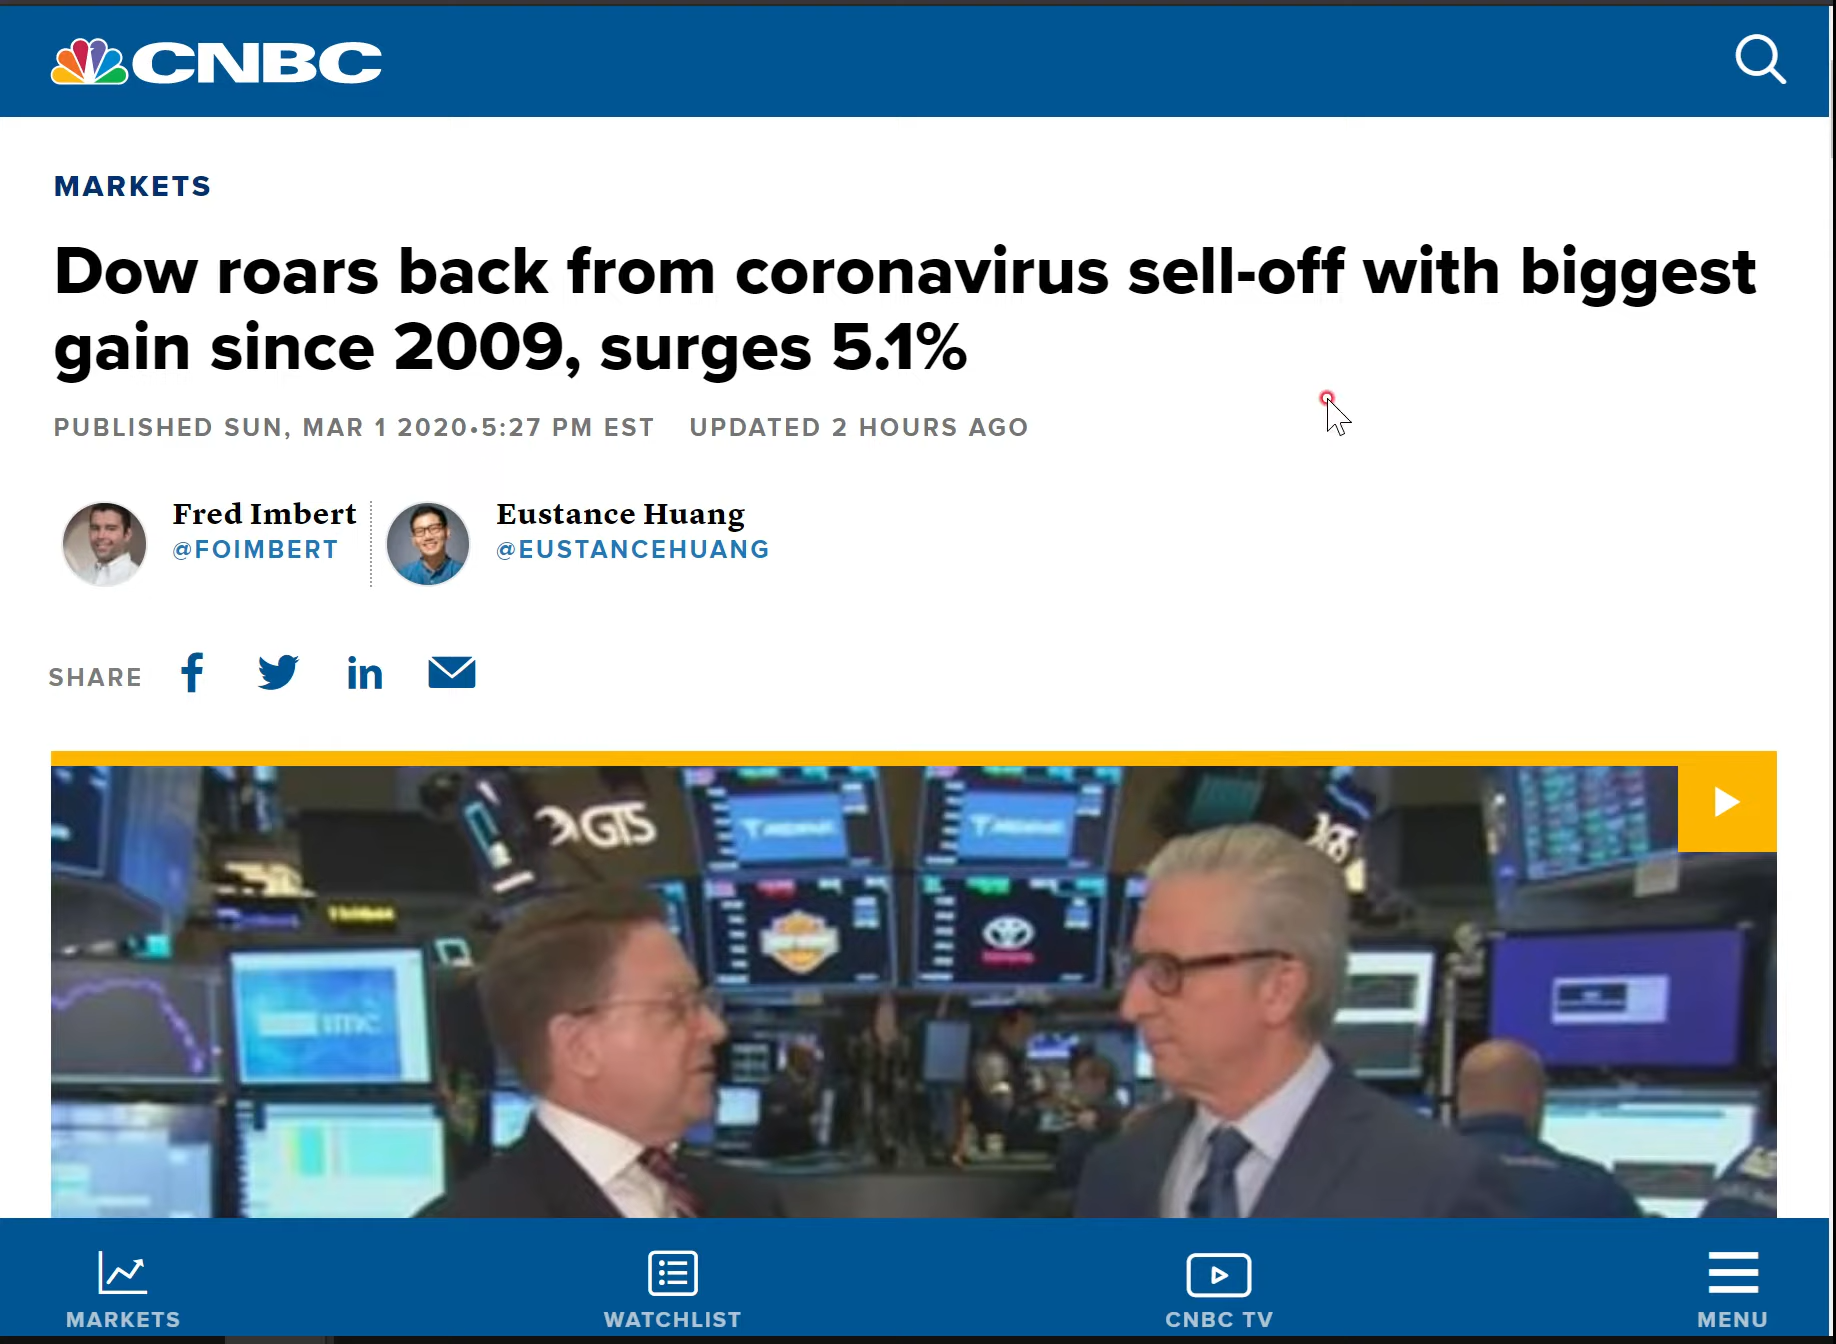 CNBC
MARKETS
Dow roars back from coronavirus sell-off with biggest
gain since 2009, surges 5.1%
PUBLISHED SUN, MAR 1 2020•5:27 PM EST UPDATED 2 HOURS AGO
Fred Imbert
@FOIMBERT
Eustance Huang
@EUSTANCEHUANG
SHARE
GTS
imc
MARKETS
WATCHLIST
CNBC TV
MENU